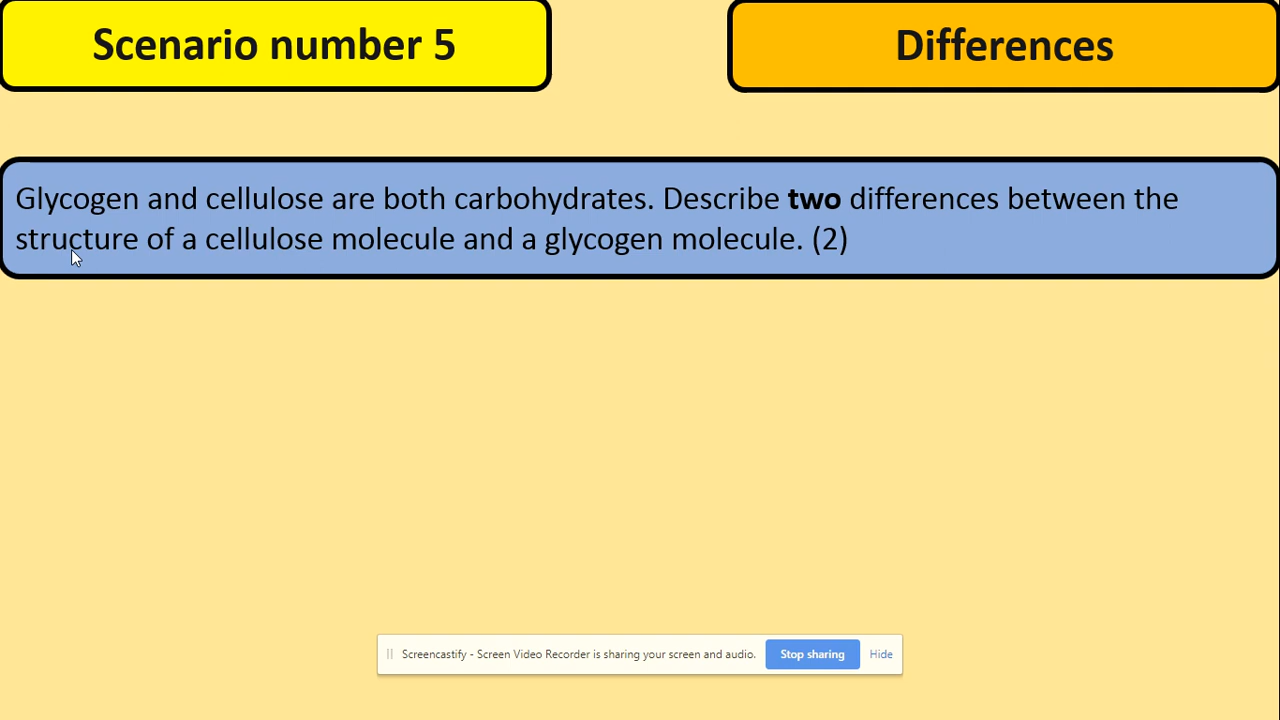 Scenario number 5
Differences
Glycogen and cellulose are both carbohydrates. Describe two differences between the
structure of a cellulose molecule and a glycogen molecule. (2)
Screencastify - Screen Video Recorder is sharing your screen and audio.
Stop sharing
Hide